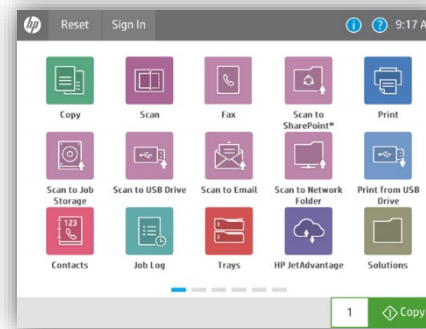 hp Reset Sign In 9:17 A
Copy Scan Fax Scan to SharePoint® Print
Scan to Job Storage Scan to USB Drive Scan to Email Scan to Network Folder Print from USB Drive
123
Contacts Job Log Trays HP JetAdvantage Solutions
1 Copy